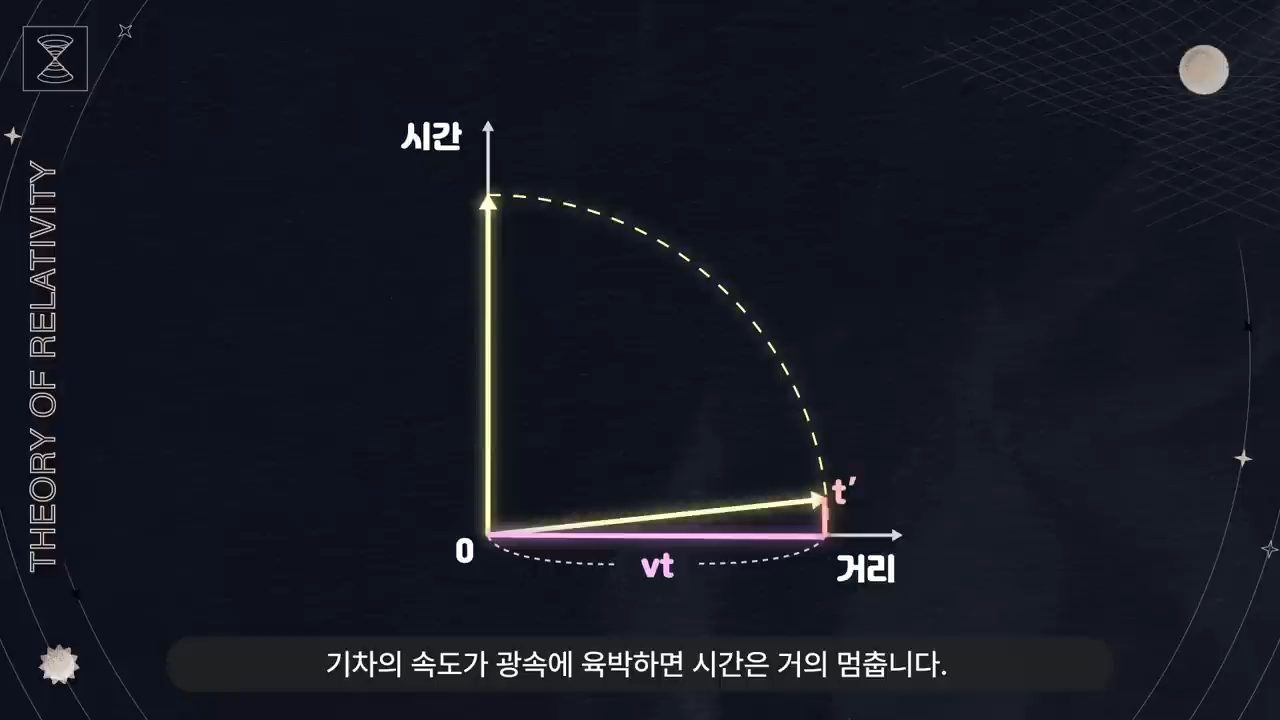 THEORY OF RELATIVITY
시간
t′
0
vt
거리
기차의 속도가 광속에 육박하면 시간은 거의 멈춥니다.